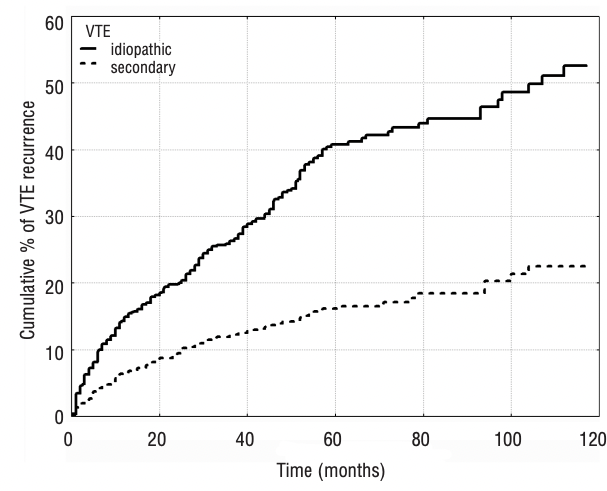 60
50
40
30
20
10
0
Cumulative % of VTE recurrence
VTE
idiopathic
secondary
0 20 40 60 80 100 120
Time (months)